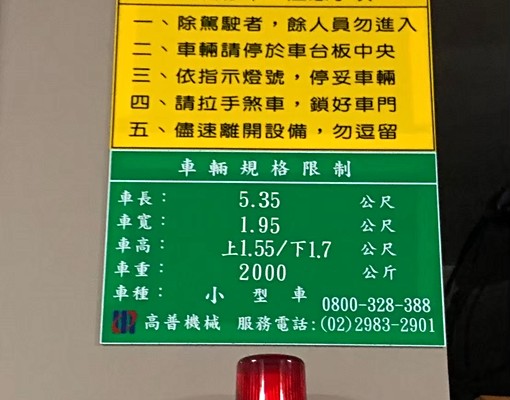 一、除駕駛者，餘人員勿進入
二、車輛請停於車台板中央
三、依指示燈號，停妥車輛
四、請拉手煞車，鎖好車門
五、儘速離開設備，勿逗留
車輛規格限制
車長： 5.35 公尺
車寬： 1.95 公尺
車高： 上1.55/下1.7 公尺
車重： 2000 公斤
車種： 小型車
0800-328-388
高普機械 服務電話:(02)2983-2901